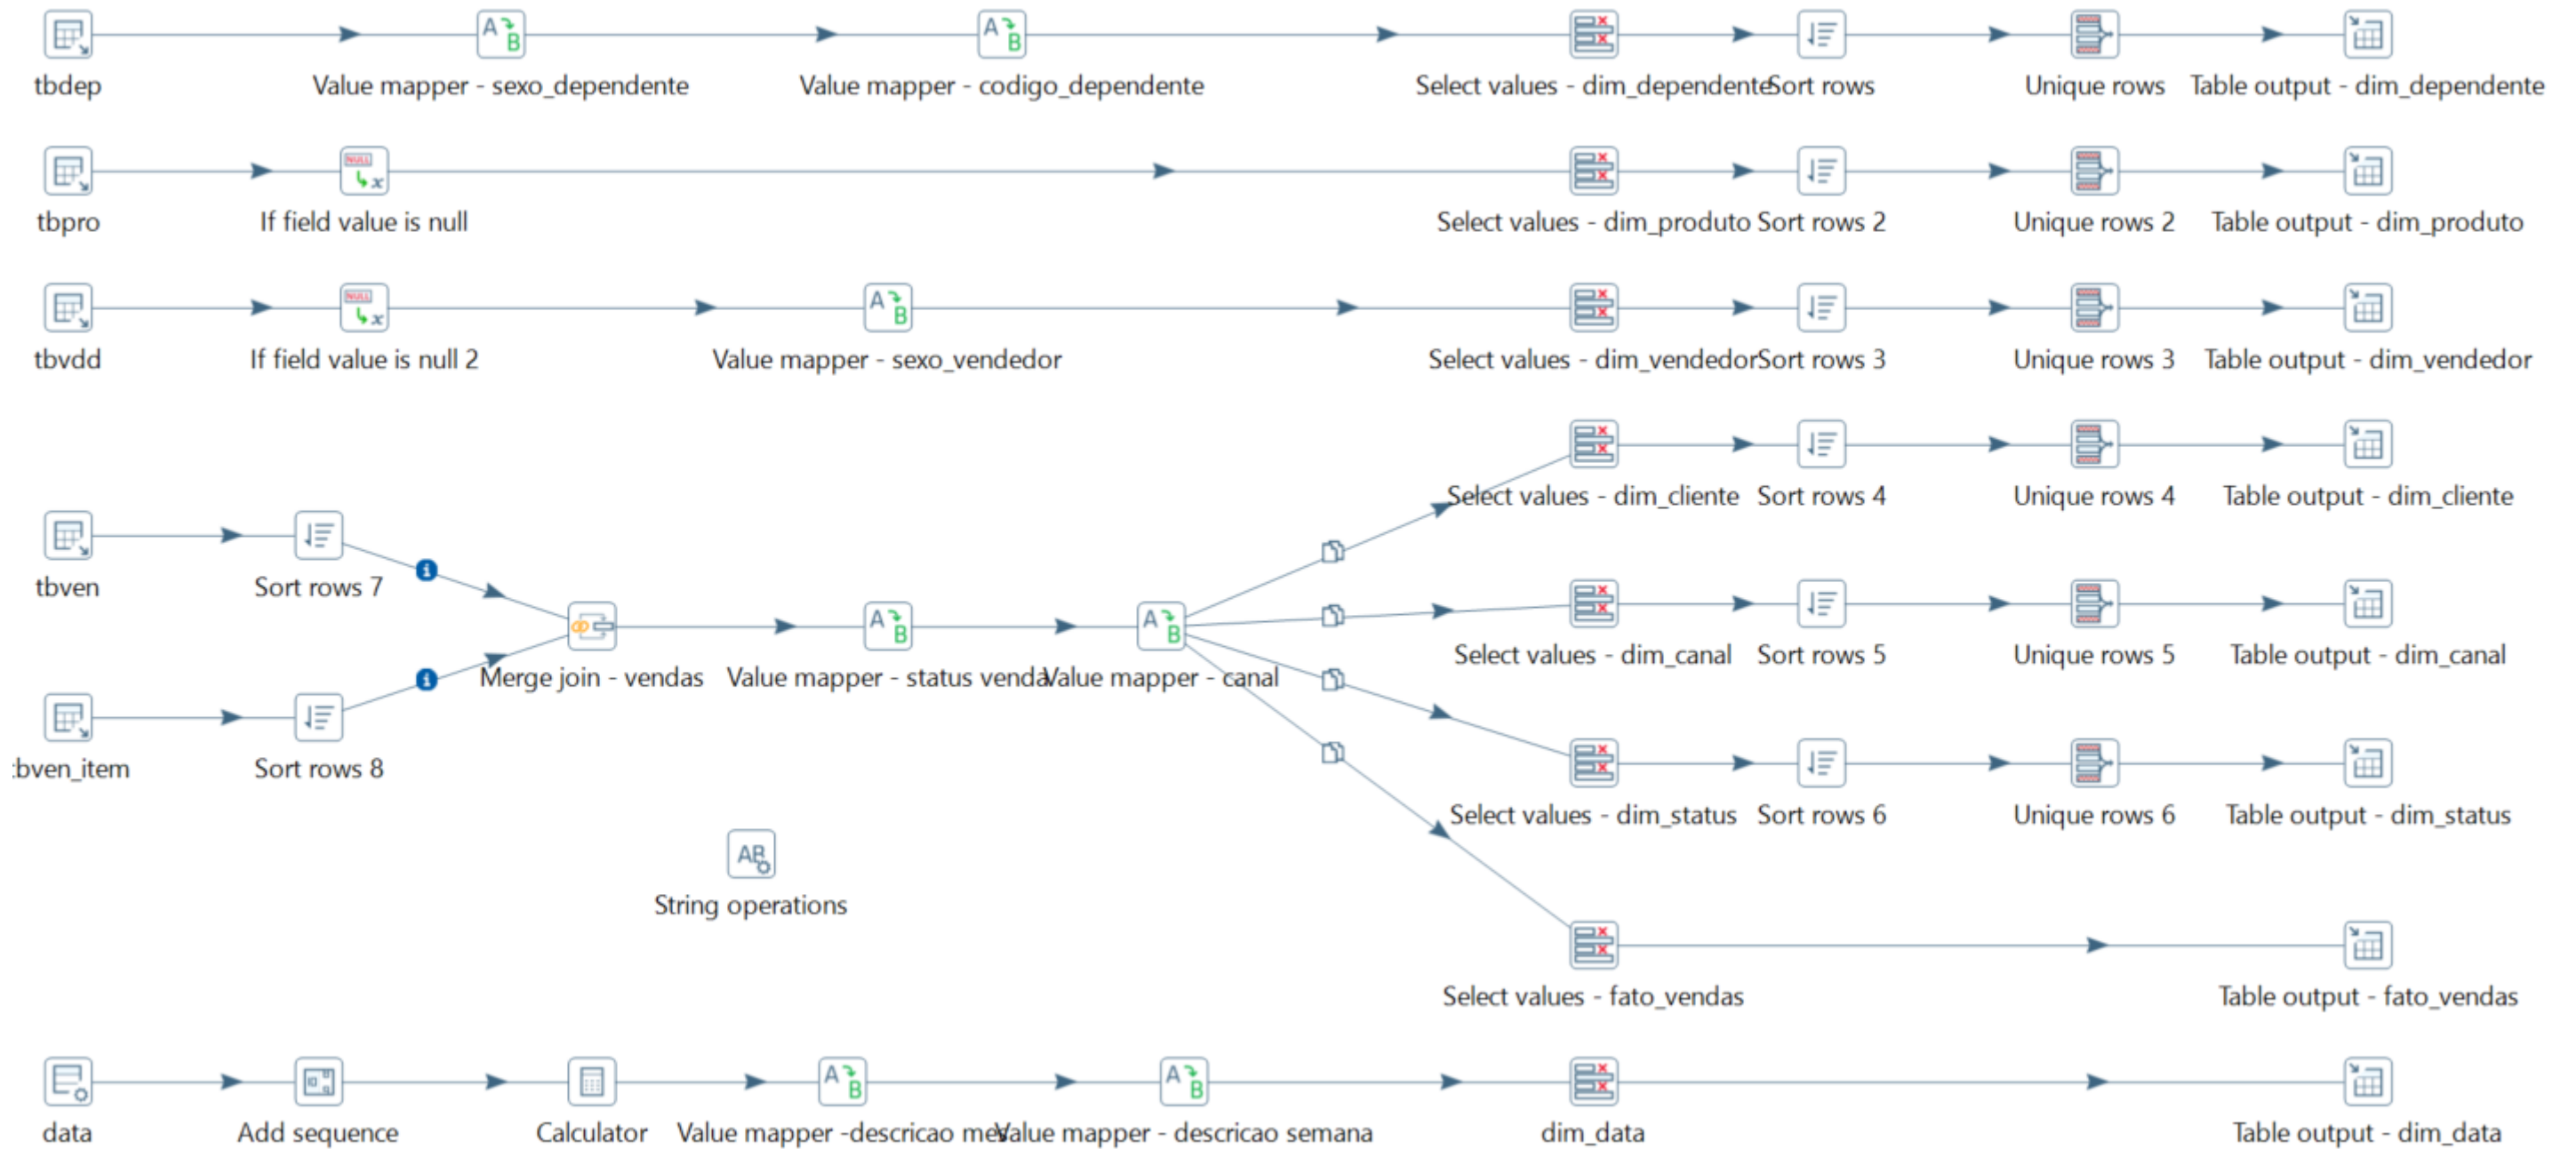 tbdep
Value mapper - sexo_dependente
Value mapper - codigo_dependente
Select values - dim_dependente
Sort rows
Unique rows
Table output - dim_dependente
NULL
tbpro
If field value is null
Select values - dim_produto
Sort rows 2
Unique rows 2
Table output - dim_produto
NULL
tbvdd
If field value is null 2
Value mapper - sexo_vendedor
Select values - dim_vendedor
Sort rows 3
Unique rows 3
Table output - dim_vendedor
Select values - dim_cliente
Sort rows 4
Unique rows 4
Table output - dim_cliente
tbven
Sort rows 7
Merge join - vendas
Value mapper - status venda
Value mapper - canal
Select values - dim_canal
Sort rows 5
Unique rows 5
Table output - dim_canal
bven_item
Sort rows 8
Select values - dim_status
Sort rows 6
Unique rows 6
Table output - dim_status
String operations
Select values - fato_vendas
Table output - fato_vendas
data
Add sequence
Calculator
Value mapper -descricao mes
Value mapper - descricao semana
dim_data
Table output - dim_data